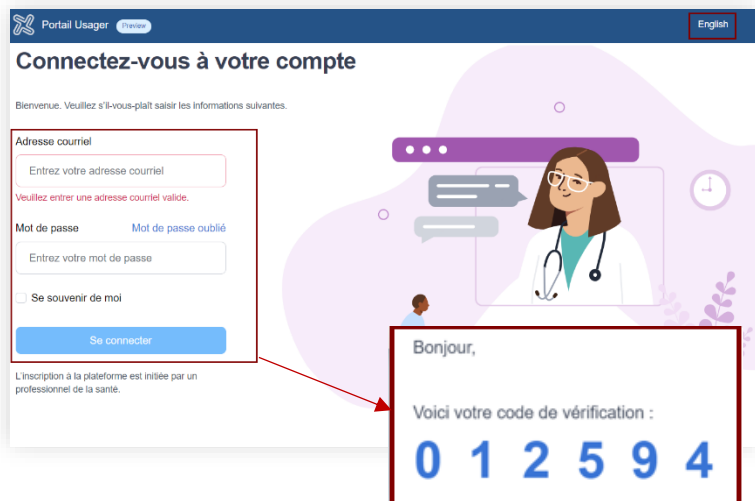 Portail Usager Preview English
Connectez-vous à votre compte
Bienvenue. Veuillez s'il-vous-plaît saisir les informations suivantes.
Adresse courriel
Entrez votre adresse courriel
Veuillez entrer une adresse courriel valide.
Mot de passe Mot de passe oublié
Entrez votre mot de passe
Se souvenir de moi
Se connecter
L'inscription à la plateforme est initiée par un
professionnel de la santé.
Bonjour,
Voici votre code de vérification :
0 1 2 5 9 4